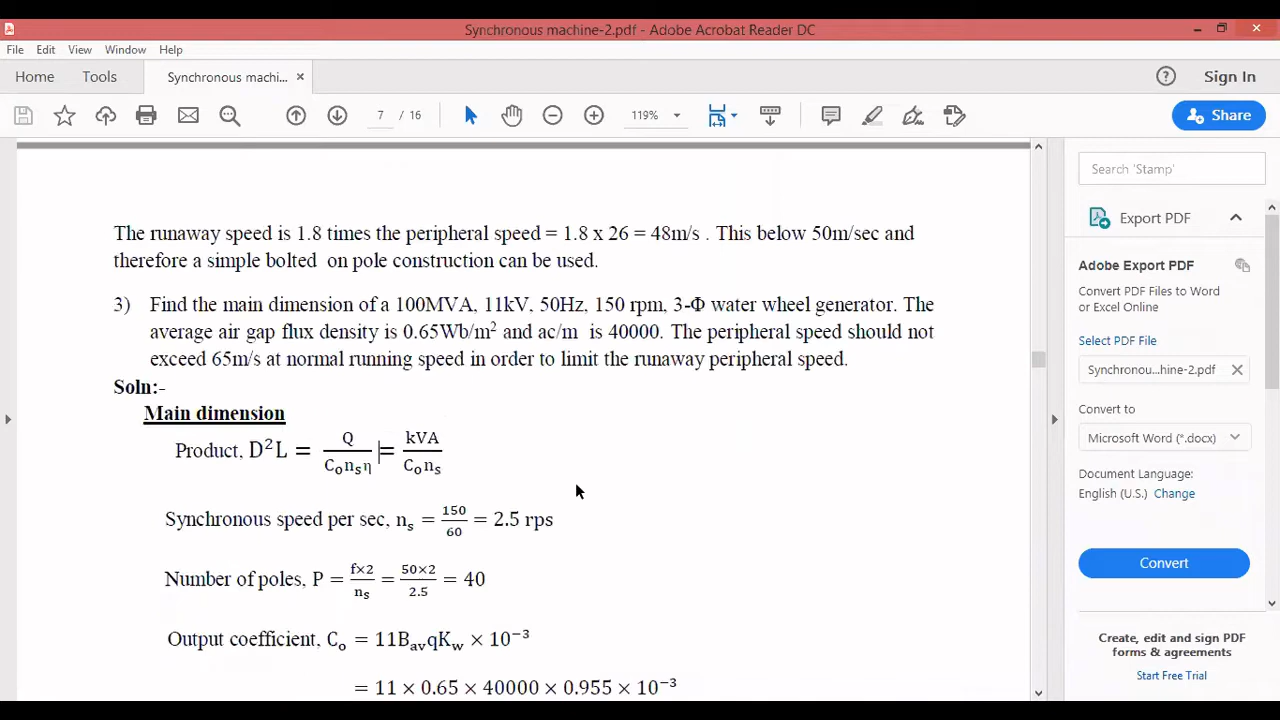 Synchronous machine-2.pdf - Adobe Acrobat Reader DC
File Edit View Window Help
Home Tools Synchronous machi... × Sign In
7 / 16 119% Share
The runaway speed is 1.8 times the peripheral speed = 1.8 x 26 = 48m/s . This below 50m/sec and
therefore a simple bolted on pole construction can be used.
3) Find the main dimension of a 100MVA, 11kV, 50Hz, 150 rpm, 3-Φ water wheel generator. The
average air gap flux density is 0.65Wb/m² and ac/m is 40000. The peripheral speed should not
exceed 65m/s at normal running speed in order to limit the runaway peripheral speed.
Soln:-
Main dimension
Product, D²L = Q/(Cₒnₛη) = kVA/(Cₒnₛ)
Synchronous speed per sec, nₛ = 150/60 = 2.5 rps
Number of poles, P = f×2/nₛ = 50×2/2.5 = 40
Output coefficient, Cₒ = 11B_av qK_w × 10⁻³
= 11 × 0.65 × 40000 × 0.955 × 10⁻³
Search 'Stamp'
Export PDF
Adobe Export PDF
Convert PDF Files to Word
or Excel Online
Select PDF File
Synchronou...hine-2.pdf ×
Convert to
Microsoft Word (*.docx)
Document Language:
English (U.S.) Change
Convert
Create, edit and sign PDF
forms & agreements
Start Free Trial